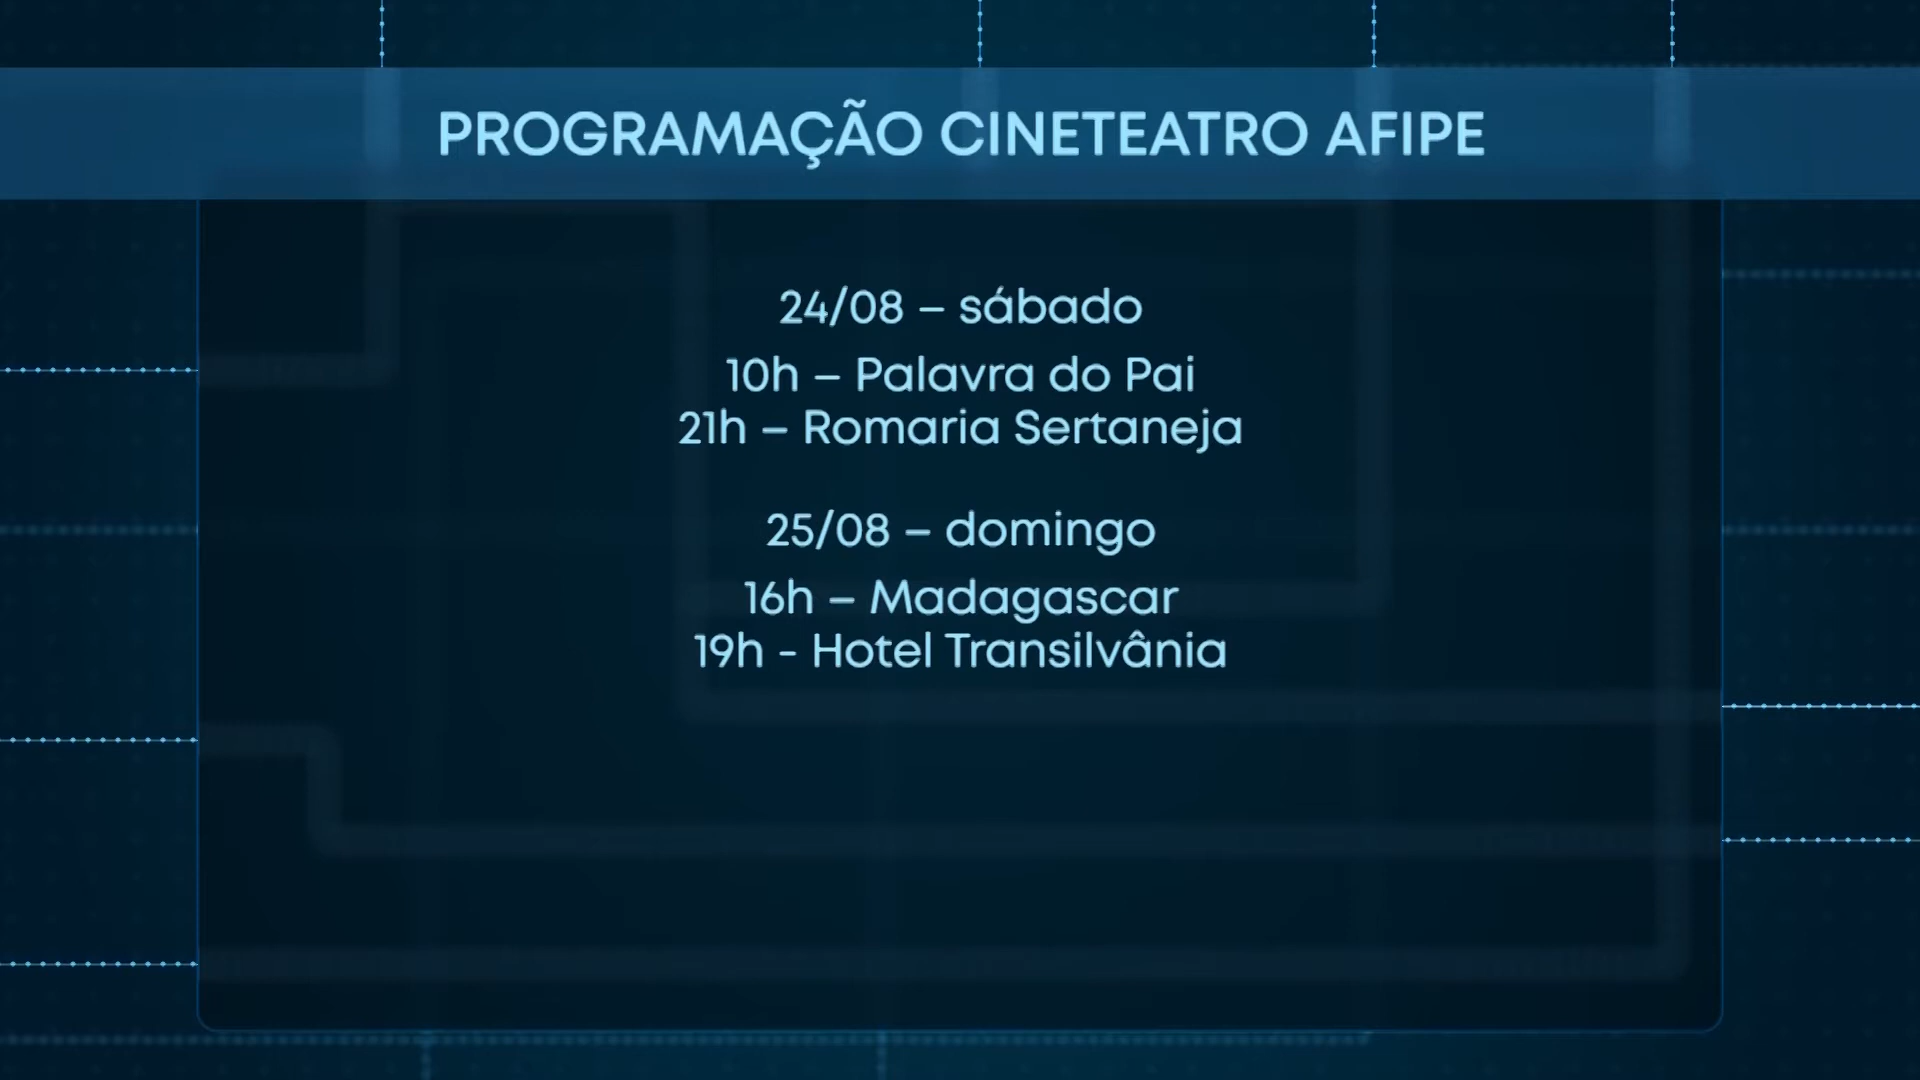 PROGRAMAÇÃO CINETEATRO AFIPE
24/08 – sábado
10h – Palavra do Pai
21h – Romaria Sertaneja
25/08 – domingo
16h – Madagascar
19h - Hotel Transilvânia